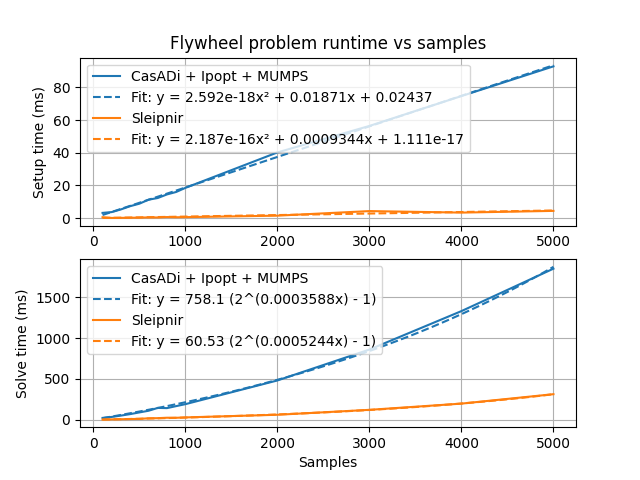 Flywheel problem runtime vs samples
Setup time (ms)
80
60
40
20
0
CasADi + Ipopt + MUMPS
Fit: y = 2.592e-18x² + 0.01871x + 0.02437
Sleipnir
Fit: y = 2.187e-16x² + 0.0009344x + 1.111e-17
0 1000 2000 3000 4000 5000
Solve time (ms)
1500
1000
500
0
CasADi + Ipopt + MUMPS
Fit: y = 758.1 (2^(0.0003588x) - 1)
Sleipnir
Fit: y = 60.53 (2^(0.0005244x) - 1)
0 1000 2000 3000 4000 5000
Samples